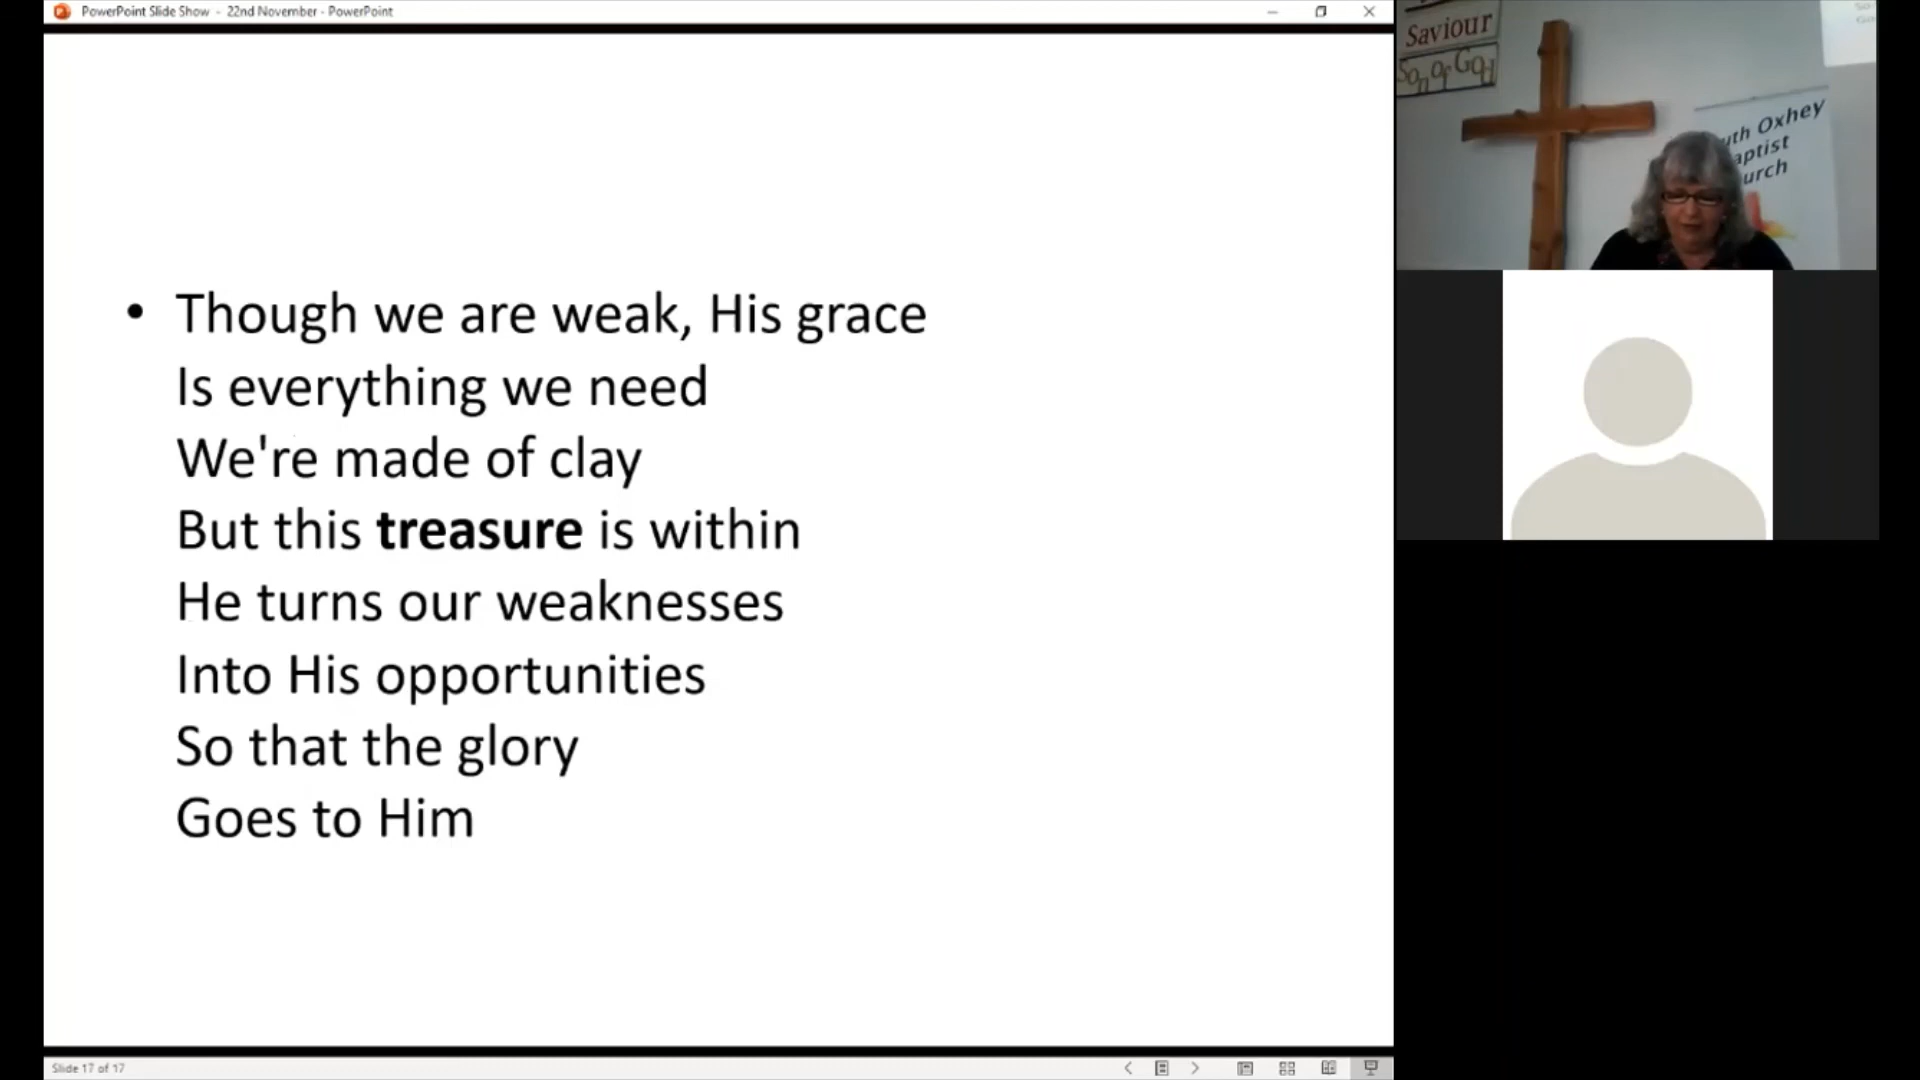 PowerPoint Slide Show - 22nd November - PowerPoint
• Though we are weak, His grace
Is everything we need
We're made of clay
But this treasure is within
He turns our weaknesses
Into His opportunities
So that the glory
Goes to Him
Slide 17 of 17
Saviour
Son of God
uth Oxhey
aptist
urch